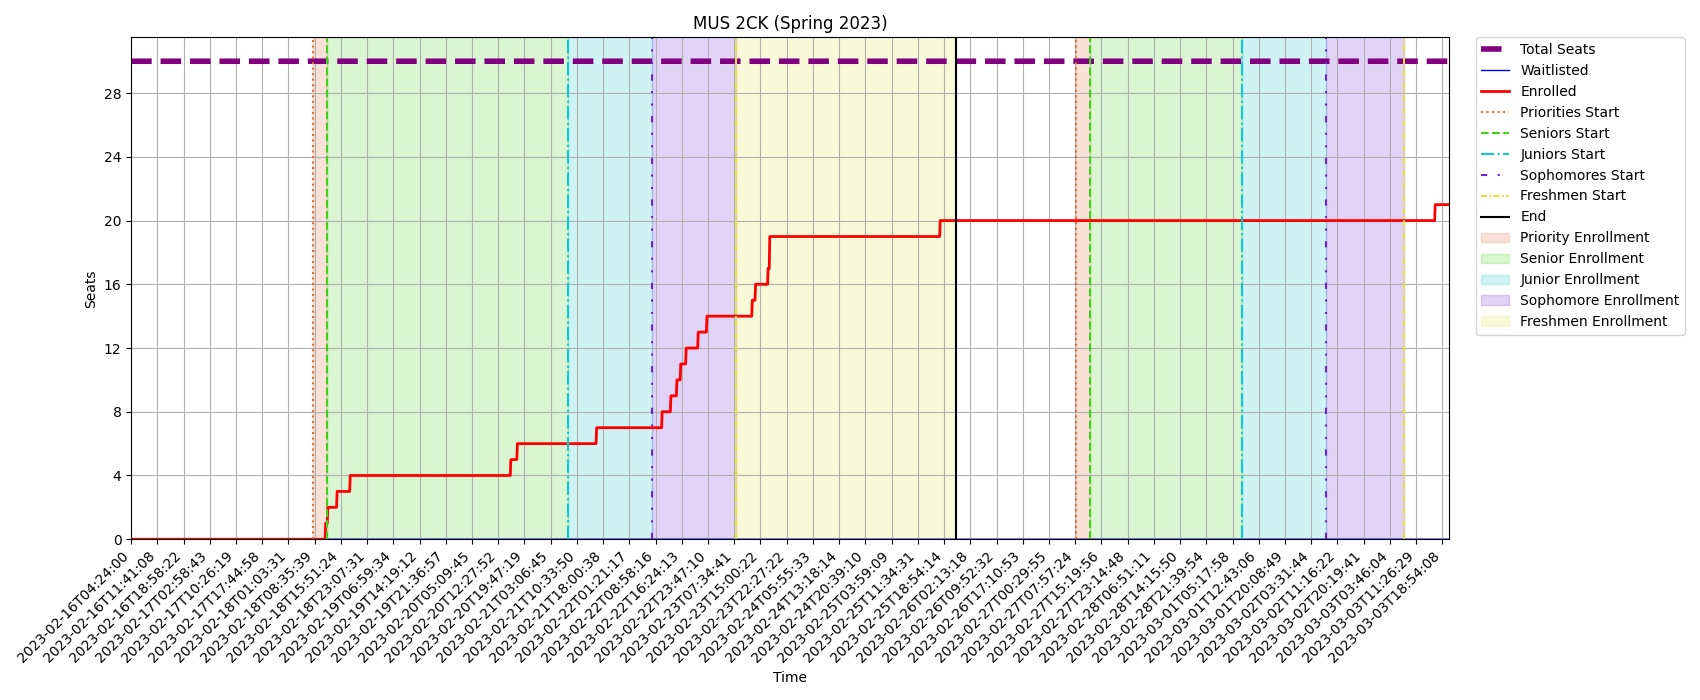 MUS 2CK (Spring 2023)
Seats
28
24
20
16
12
8
4
0
2023-02-16T04:24:00
2023-02-16T11:41:08
2023-02-16T18:58:22
2023-02-17T02:58:43
2023-02-17T10:26:19
2023-02-17T17:44:58
2023-02-18T01:03:31
2023-02-18T08:35:39
2023-02-18T15:51:24
2023-02-18T23:07:31
2023-02-19T06:59:34
2023-02-19T14:19:12
2023-02-19T21:36:57
2023-02-20T05:09:45
2023-02-20T12:27:52
2023-02-20T19:47:19
2023-02-21T03:06:45
2023-02-21T10:33:50
2023-02-21T18:00:38
2023-02-22T01:21:17
2023-02-22T08:58:16
2023-02-22T16:24:13
2023-02-22T23:47:10
2023-02-23T07:34:41
2023-02-23T15:00:22
2023-02-23T22:27:22
2023-02-24T05:55:33
2023-02-24T13:18:14
2023-02-24T20:39:10
2023-02-25T03:59:09
2023-02-25T11:34:31
2023-02-25T18:54:14
2023-02-26T02:13:18
2023-02-26T09:52:32
2023-02-26T17:10:53
2023-02-27T00:29:55
2023-02-27T07:57:24
2023-02-27T15:19:56
2023-02-27T23:14:48
2023-02-28T06:51:11
2023-02-28T14:15:50
2023-02-28T21:39:54
2023-03-01T05:17:58
2023-03-01T12:43:06
2023-03-01T20:08:49
2023-03-02T03:31:44
2023-03-02T11:16:22
2023-03-02T20:19:41
2023-03-03T03:46:04
2023-03-03T11:26:29
2023-03-03T18:54:08
Time
Total Seats
Waitlisted
Enrolled
Priorities Start
Seniors Start
Juniors Start
Sophomores Start
Freshmen Start
End
Priority Enrollment
Senior Enrollment
Junior Enrollment
Sophomore Enrollment
Freshmen Enrollment